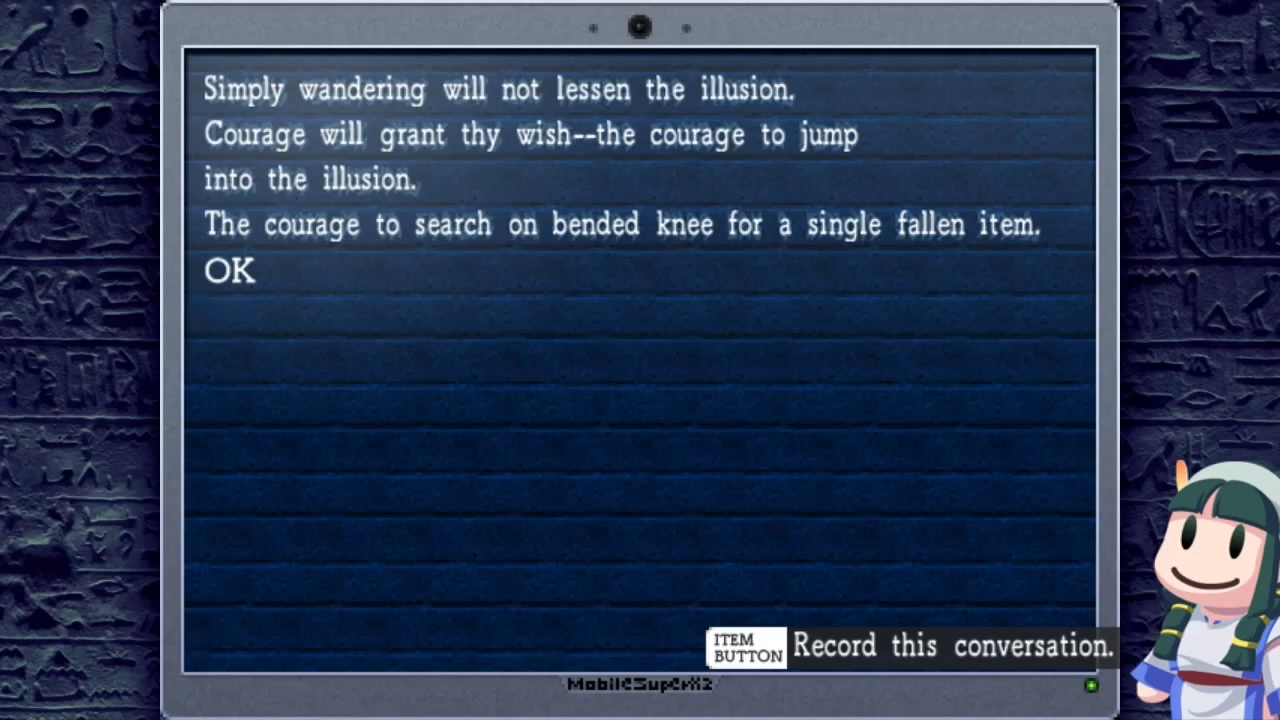 Simply wandering will not lessen the illusion.
Courage will grant thy wish--the courage to jump
into the illusion.
The courage to search on bended knee for a single fallen item.
OK
ITEM
BUTTON
Record this conversation.
MobileSuperX2